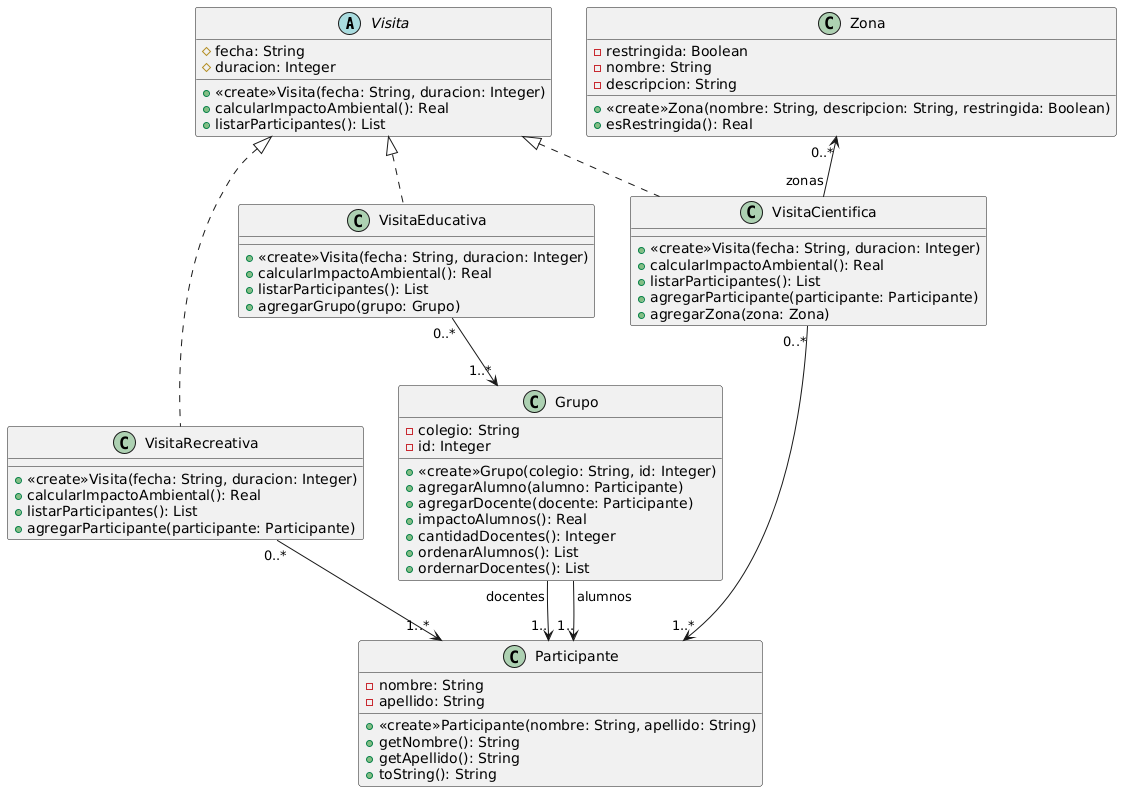 A Visita
fecha: String
duracion: Integer
«create»Visita(fecha: String, duracion: Integer)
calcularImpactoAmbiental(): Real
listarParticipantes(): List
C Zona
restringida: Boolean
nombre: String
descripcion: String
«create»Zona(nombre: String, descripcion: String, restringida: Boolean)
esRestringida(): Real
0..*
zonas
C VisitaEducativa
«create»Visita(fecha: String, duracion: Integer)
calcularImpactoAmbiental(): Real
listarParticipantes(): List
agregarGrupo(grupo: Grupo)
C VisitaCientifica
«create»Visita(fecha: String, duracion: Integer)
calcularImpactoAmbiental(): Real
listarParticipantes(): List
agregarParticipante(participante: Participante)
agregarZona(zona: Zona)
0..*
0..*
1..*
C VisitaRecreativa
«create»Visita(fecha: String, duracion: Integer)
calcularImpactoAmbiental(): Real
listarParticipantes(): List
agregarParticipante(participante: Participante)
C Grupo
colegio: String
id: Integer
«create»Grupo(colegio: String, id: Integer)
agregarAlumno(alumno: Participante)
agregarDocente(docente: Participante)
impactoAlumnos(): Real
cantidadDocentes(): Integer
ordenarAlumnos(): List
ordernarDocentes(): List
0..*
docentes
alumnos
1..*
1..
1..
1..*
C Participante
nombre: String
apellido: String
«create»Participante(nombre: String, apellido: String)
getNombre(): String
getApellido(): String
toString(): String